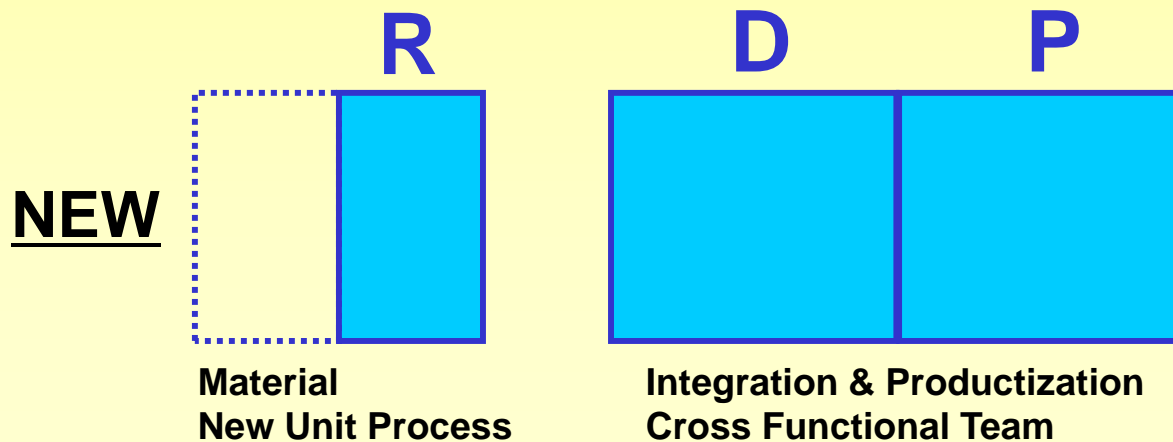 R D P
NEW
Material
New Unit Process
Integration & Productization
Cross Functional Team